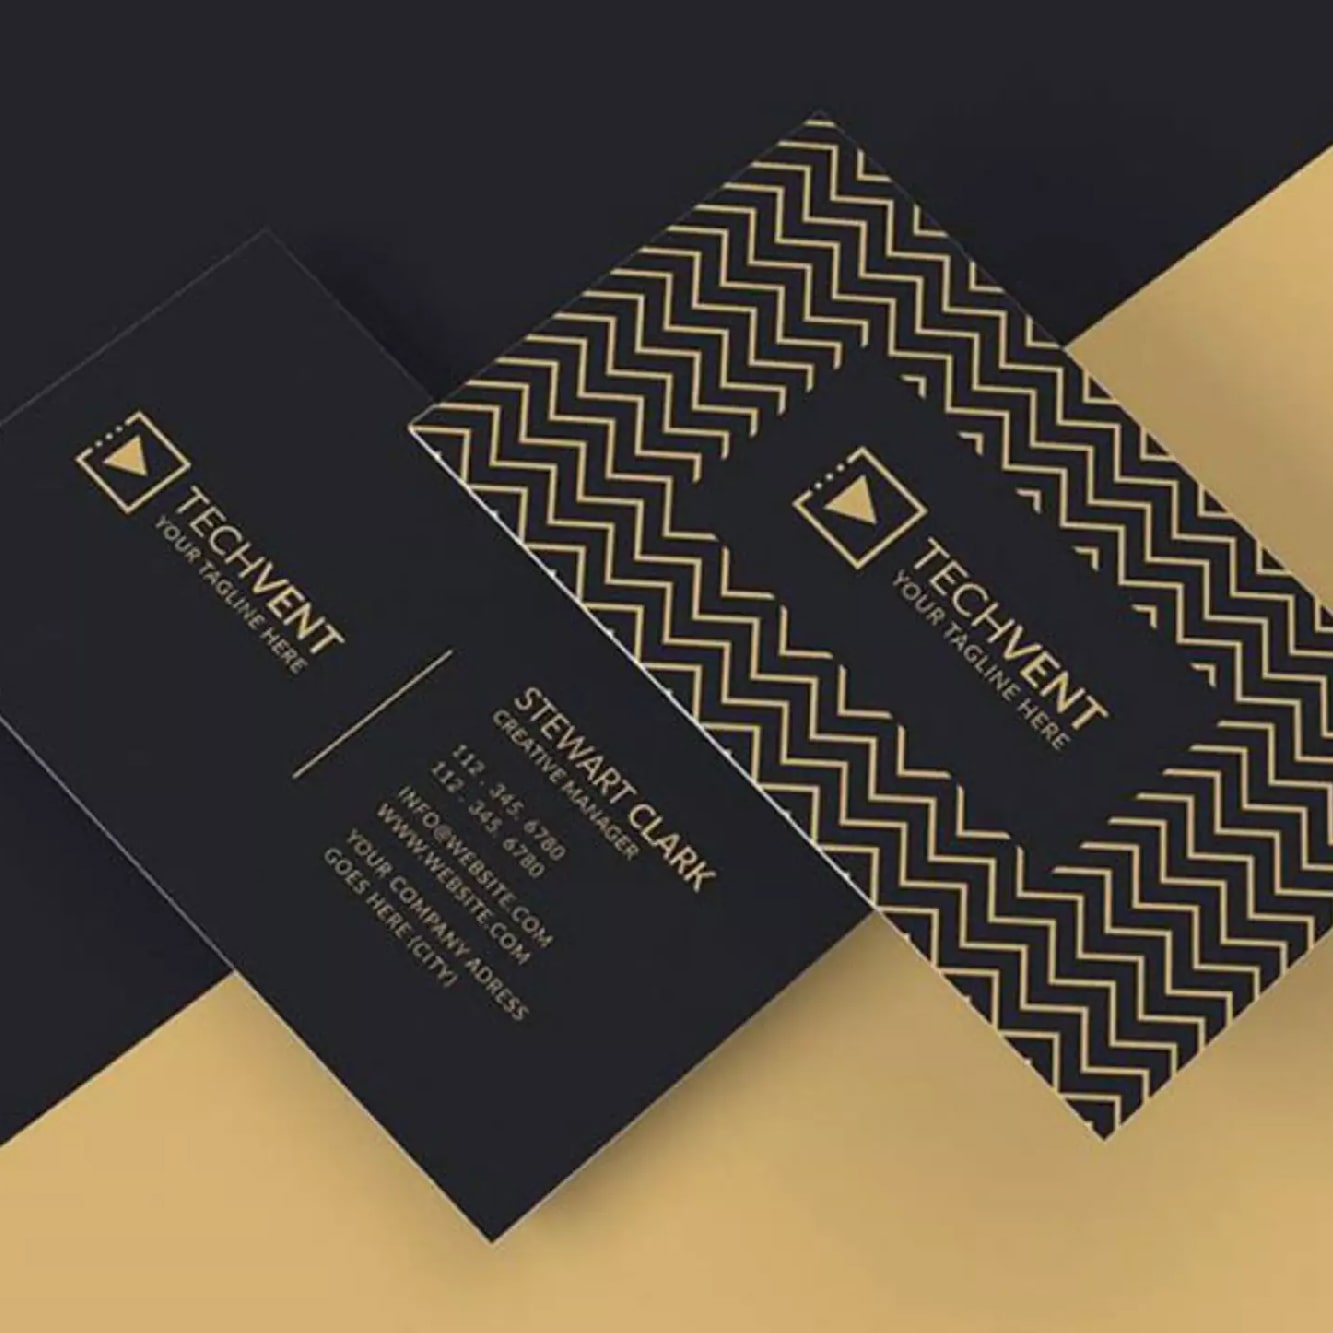 TECHVENT
YOUR TAGLINE HERE
STEWART CLARK
CREATIVE MANAGER
112 . 345. 6780
112 - 345. 6780
INFO@WEBSITE.COM
WWW.WEBSITE.COM
YOUR COMPANY ADRESS
GOES HERE (CITY)
TECHVENT
YOUR TAGLINE HERE